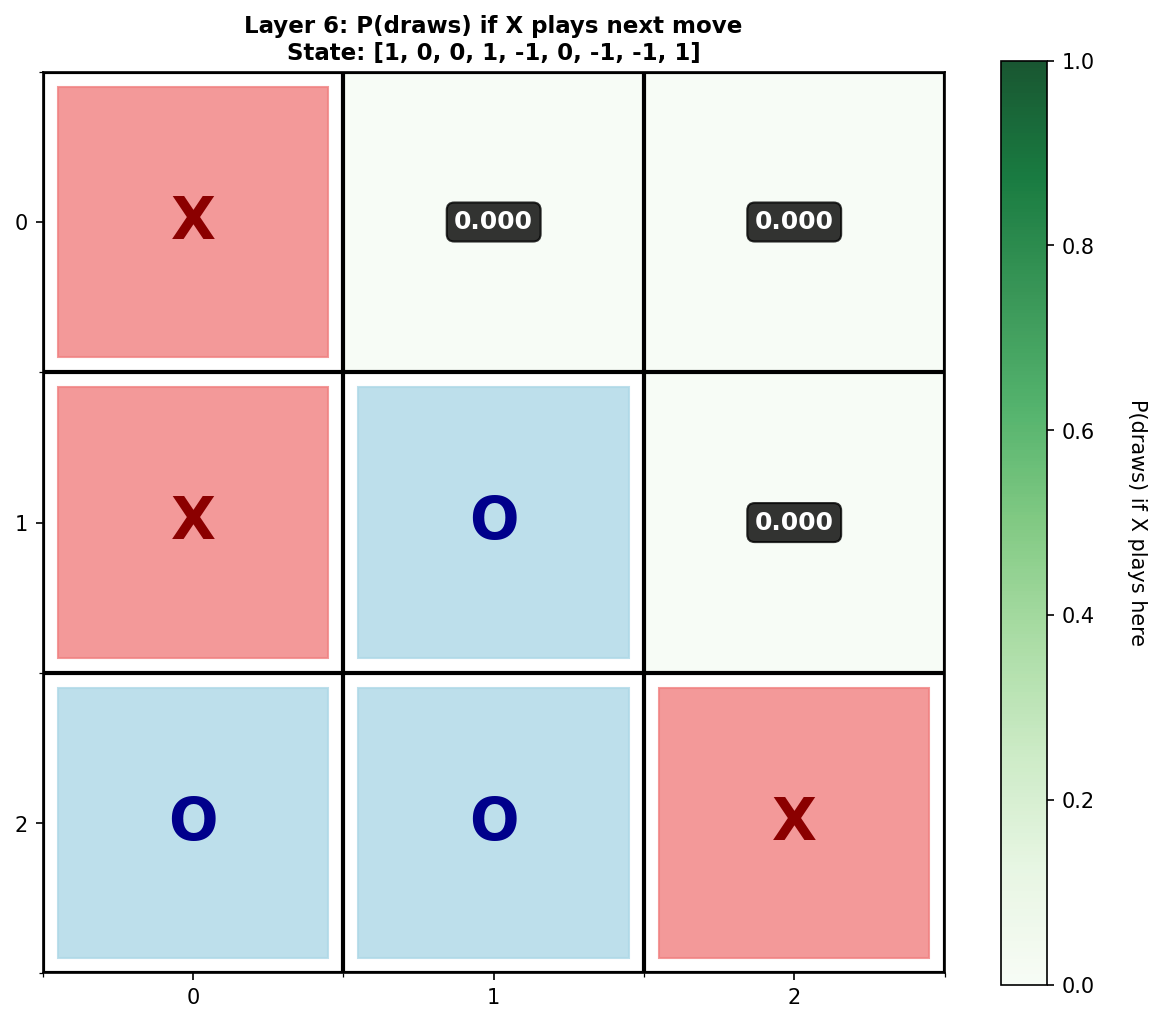 Layer 6: P(draws) if X plays next move
State: [1, 0, 0, 1, -1, 0, -1, -1, 1]
0
X
0.000
0.000
1
X
O
0.000
2
O
O
X
0
1
2
1.0
0.8
0.6
0.4
0.2
0.0
P(draws) if X plays here